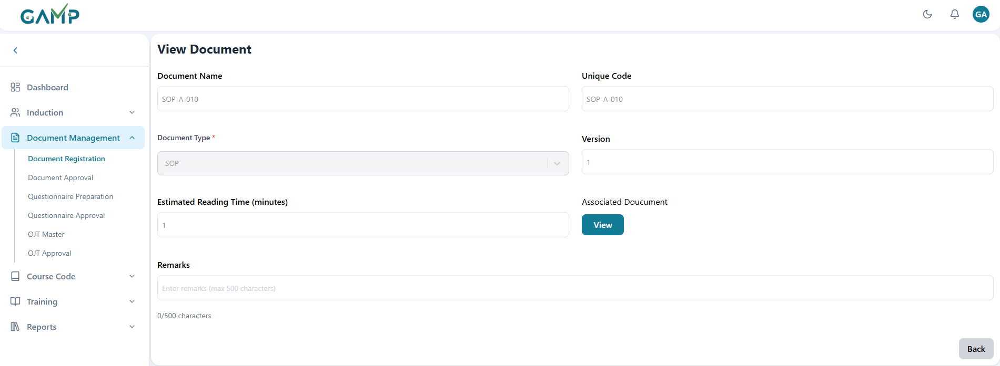 GAMP
GA
Dashboard
Induction
Document Management
Document Registration
Document Approval
Questionnaire Preparation
Questionnaire Approval
OJT Master
OJT Approval
Course Code
Training
Reports
View Document
Document Name
SOP-A-010
Unique Code
SOP-A-010
Document Type *
SOP
Version
1
Estimated Reading Time (minutes)
1
Associated Doucument
View
Remarks
Enter remarks (max 500 characters)
0/500 characters
Back